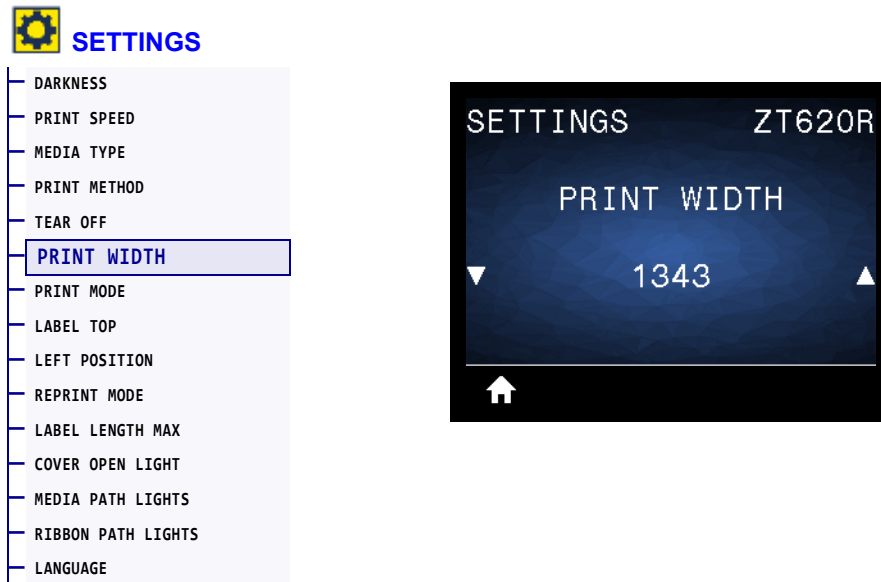 SETTINGS
DARKNESS
PRINT SPEED
MEDIA TYPE
PRINT METHOD
TEAR OFF
PRINT WIDTH
PRINT MODE
LABEL TOP
LEFT POSITION
REPRINT MODE
LABEL LENGTH MAX
COVER OPEN LIGHT
MEDIA PATH LIGHTS
RIBBON PATH LIGHTS
LANGUAGE
SETTINGS ZT620R
PRINT WIDTH
1343